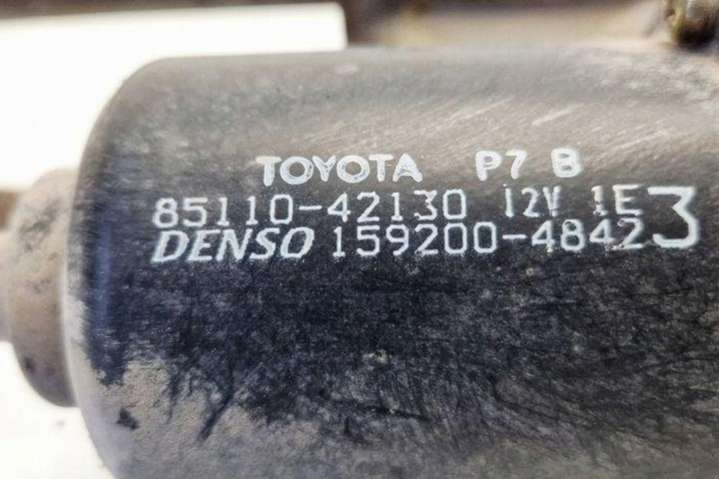 TOYOTA P7 B
85110-42130 12V 1E 3
DENSO 159200-4842